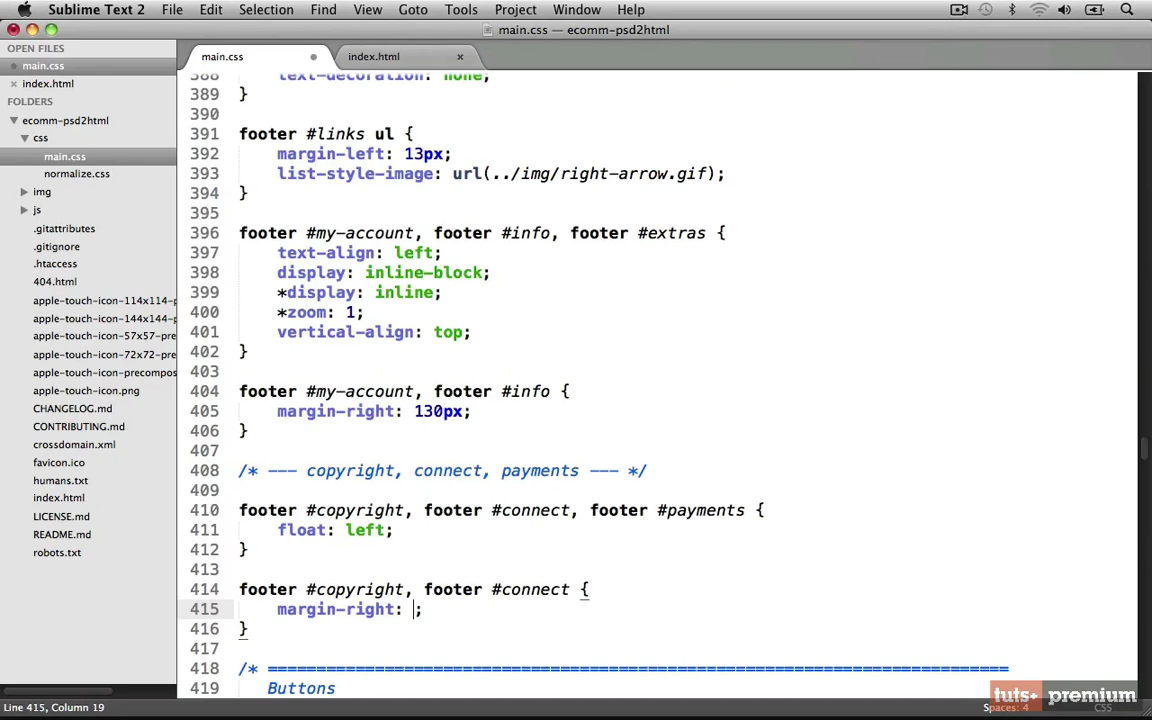 Sublime Text 2 File Edit Selection Find View Goto Tools Project Window Help
main.css — ecomm-psd2html
OPEN FILES
main.css
index.html
FOLDERS
ecomm-psd2html
css
main.css
normalize.css
img
js
.gitattributes
.gitignore
.htaccess
404.html
apple-touch-icon-114x114-p
apple-touch-icon-144x144-p
apple-touch-icon-57x57-pre
apple-touch-icon-72x72-pre
apple-touch-icon-precompos
apple-touch-icon.png
CHANGELOG.md
CONTRIBUTING.md
crossdomain.xml
favicon.ico
humans.txt
index.html
LICENSE.md
README.md
robots.txt
main.css index.html
388 text-decoration: none;
389 }
390
391 footer #links ul {
392 margin-left: 13px;
393 list-style-image: url(../img/right-arrow.gif);
394 }
395
396 footer #my-account, footer #info, footer #extras {
397 text-align: left;
398 display: inline-block;
399 *display: inline;
400 *zoom: 1;
401 vertical-align: top;
402 }
403
404 footer #my-account, footer #info {
405 margin-right: 130px;
406 }
407
408 /* --- copyright, connect, payments --- */
409
410 footer #copyright, footer #connect, footer #payments {
411 float: left;
412 }
413
414 footer #copyright, footer #connect {
415 margin-right: ;
416 }
417
418 /* ============================================================================
419 Buttons
Line 415, Column 19
Spaces: 4 CSS
tuts+ premium